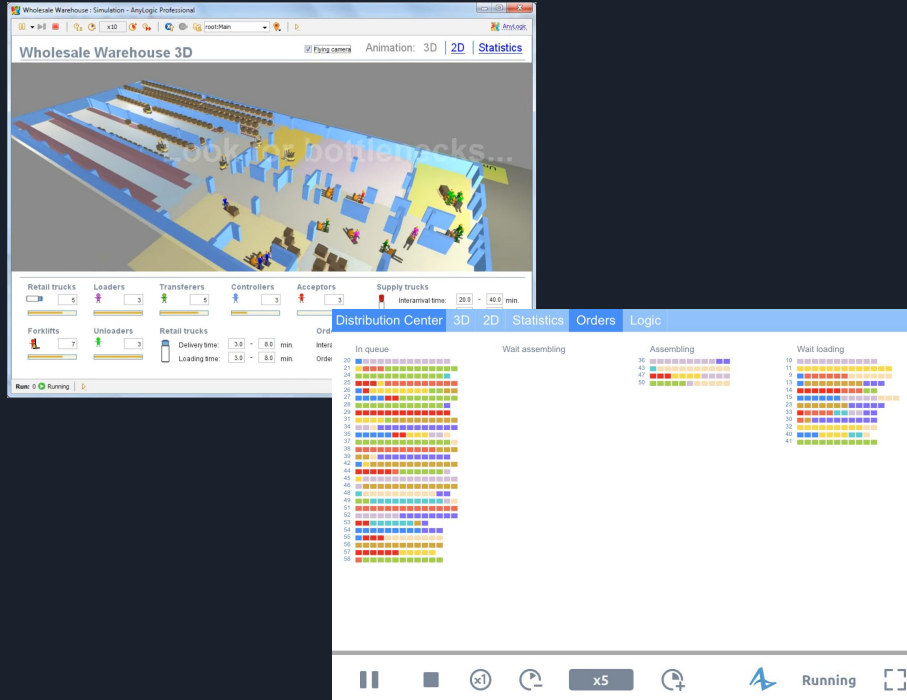 Wholesale Warehouse : Simulation - AnyLogic Professional
x10
root:Main
AnyLogic
Wholesale Warehouse 3D
Flying camera
Animation: 3D | 2D | Statistics
Look for bottlenecks...
Retail trucks
5
Loaders
3
Transferers
5
Controllers
3
Acceptors
3
Supply trucks
Interarrival time: 20.0 - 40.0 min.
Forklifts
7
Unloaders
3
Retail trucks
Delivery time: 3.0 - 8.0 min.
Loading time: 3.0 - 8.0 min.
Run: 0 Running
Distribution Center 3D 2D Statistics Orders Logic
In queue
20
21
24
25
26
27
28
29
31
34
35
37
38
39
42
44
45
46
48
49
51
52
53
54
55
56
57
58
Wait assembling
Assembling
36
43
47
50
Wait loading
10
11
9
13
14
15
23
33
30
32
40
41
x1
x5
Running